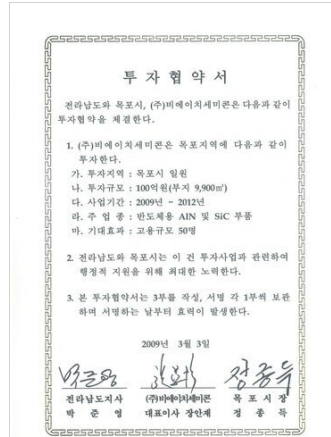 투 자 협 약 서
전라남도와 목포시, (주)비에이치세미콘은 다음과 같이
투자협약을 체결한다.
1. (주)비에이치세미콘은 목포지역에 다음과 같이
투자한다.
가. 투자지역 : 목포시 일원
나. 투자규모 : 100억원(부지 9,900㎡)
다. 사업기간 : 2009년 ~ 2012년
라. 주 업 종 : 반도체용 AIN 및 SiC 부품
마. 기대효과 : 고용규모 50명
2. 전라남도와 목포시는 이 건 투자사업과 관련하여
행정적 지원을 위해 최대한 노력한다.
3. 본 투자협약서는 3부를 작성, 서명 각 1부씩 보관
하며 서명하는 날부터 효력이 발생한다.
2009년 3월 3일
전라남도지사 (주)비에이치세미콘 목 포 시 장
박 준 영 대표이사 장안재 정 종 득